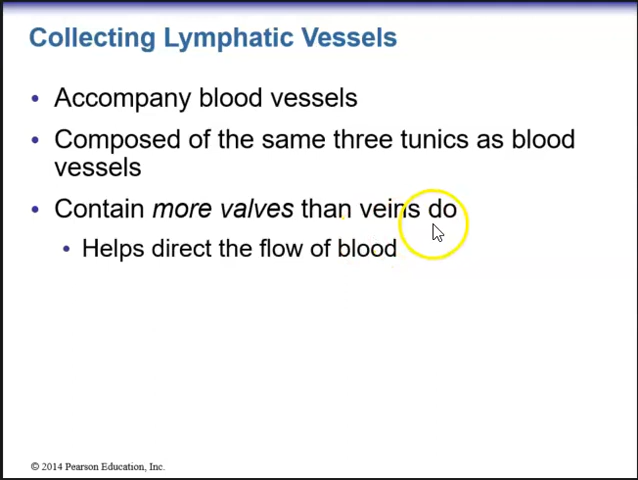 Collecting Lymphatic Vessels
• Accompany blood vessels
• Composed of the same three tunics as blood
vessels
• Contain more valves than veins do
• Helps direct the flow of blood
© 2014 Pearson Education, Inc.